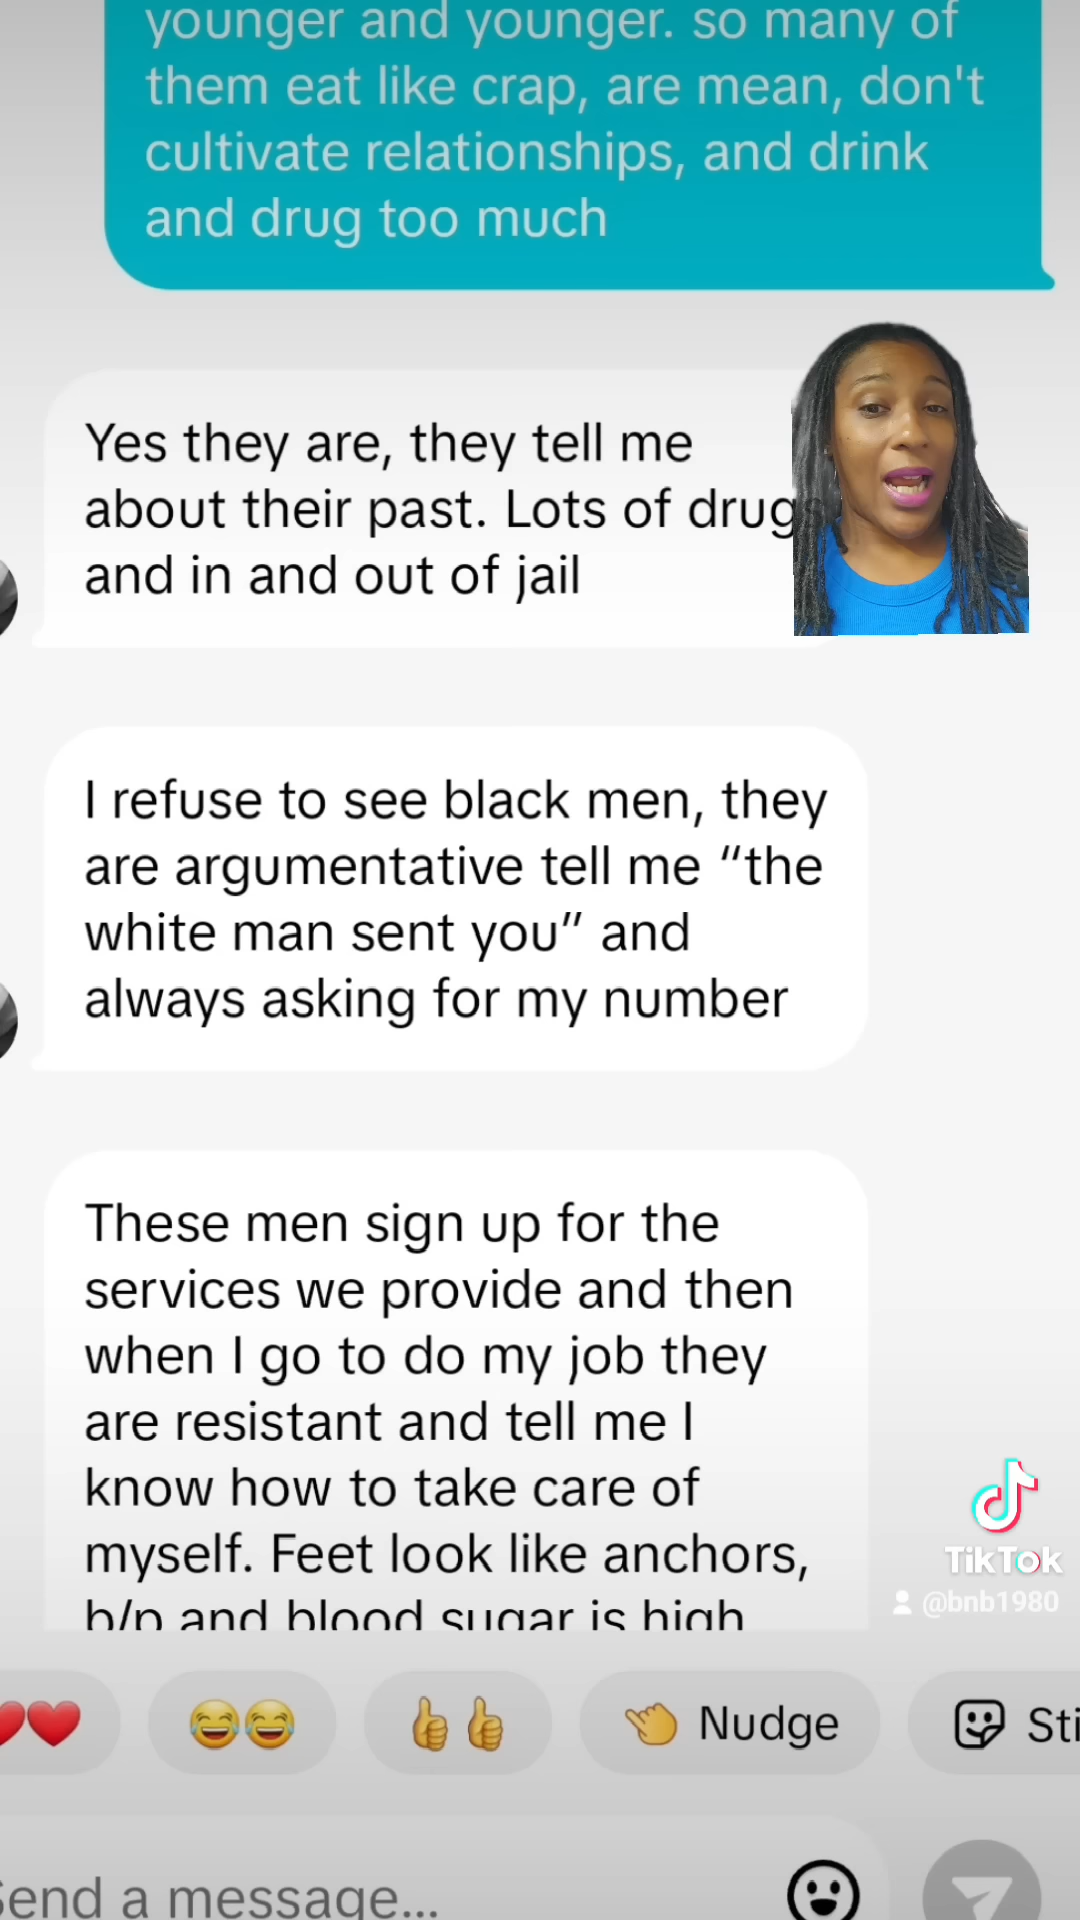 younger and younger. so many of
them eat like crap, are mean, don't
cultivate relationships, and drink
and drug too much
Yes they are, they tell me
about their past. Lots of drugs
and in and out of jail
I refuse to see black men, they
are argumentative tell me “the
white man sent you” and
always asking for my number
These men sign up for the
services we provide and then
when I go to do my job they
are resistant and tell me I
know how to take care of
myself. Feet look like anchors,
b/p and blood sugar is high
TikTok
@bnb1980
Nudge
Sti
Send a message...